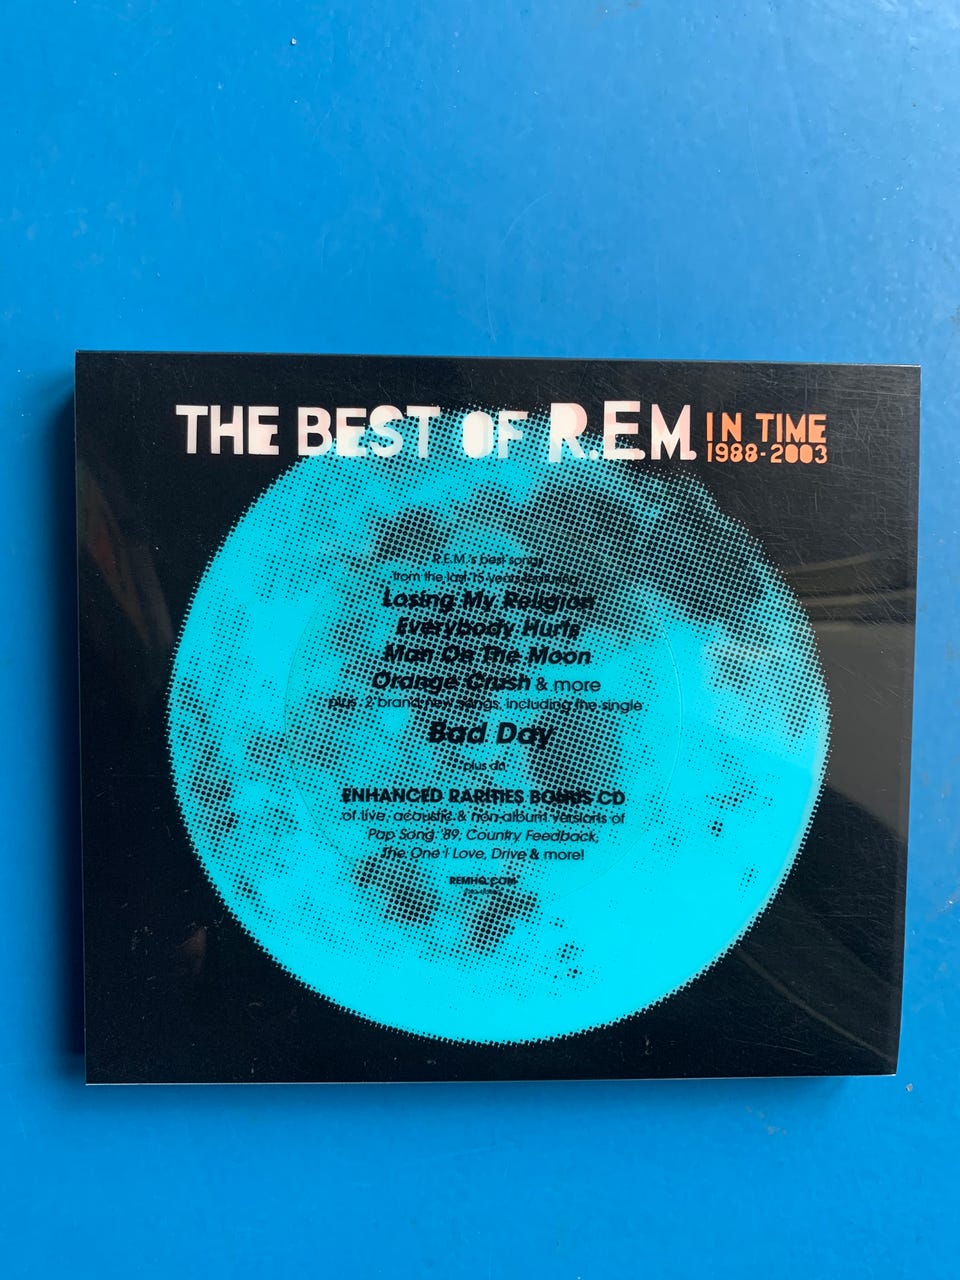 THE BEST OF R.E.M. IN TIME
1988-2003
R.E.M.'s best songs
from the last 15 years featuring
Losing My Religion
Everybody Hurts
Man On The Moon
Orange Crush & more
plus 2 brand new songs, including the single
Bad Day
plus an
ENHANCED RARITIES BONUS CD
of live, acoustic & non-album versions of
Pop Song '89, Country Feedback,
The One I Love, Drive & more!
REMHQ.COM